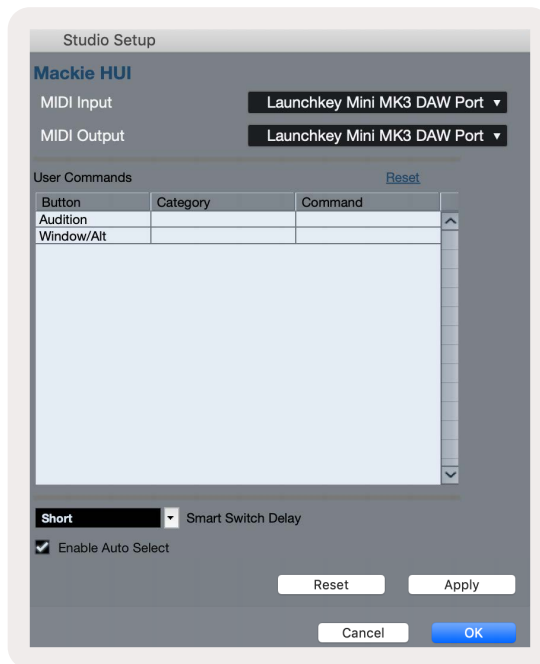 Studio Setup
Mackie HUI
MIDI Input Launchkey Mini MK3 DAW Port
MIDI Output Launchkey Mini MK3 DAW Port
User Commands Reset
Button Category Command
Audition
Window/Alt
Short Smart Switch Delay
Enable Auto Select
Reset Apply
Cancel OK